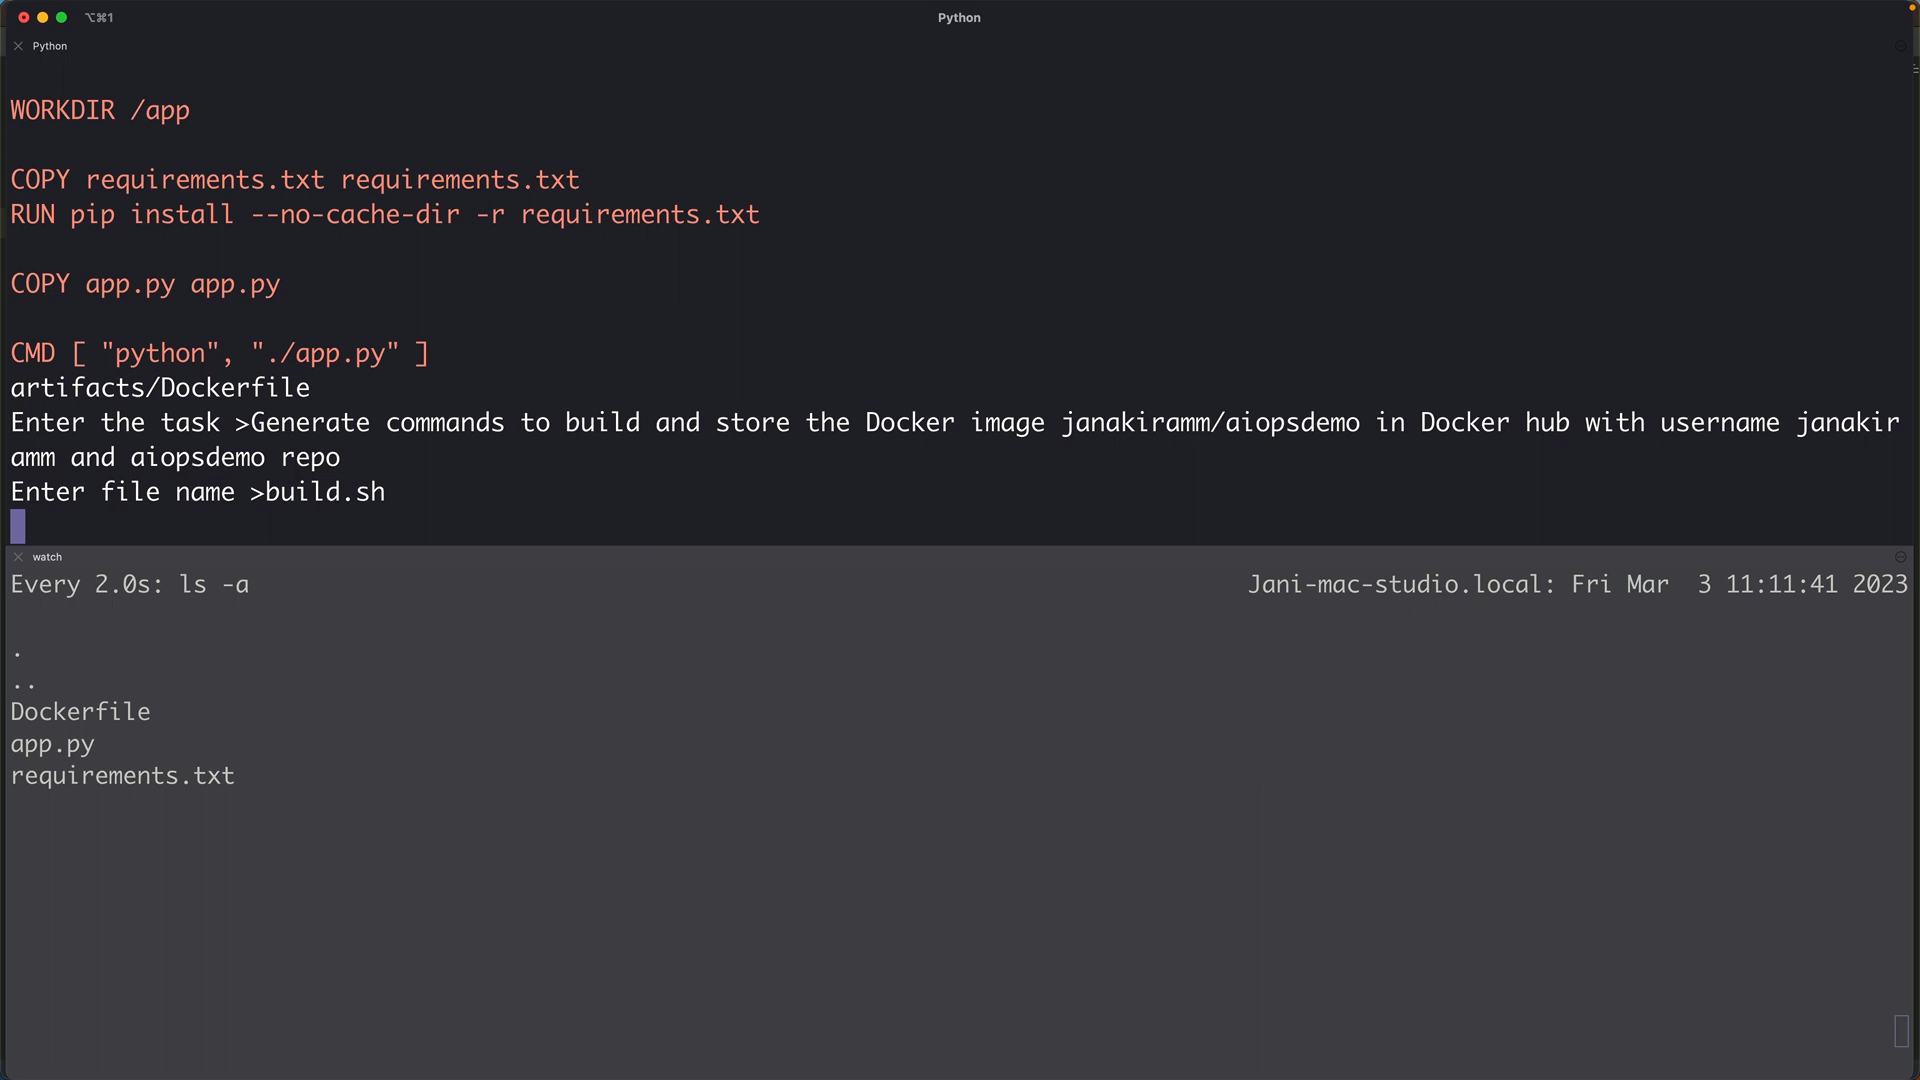 ⌥⌘1
Python
Python
WORKDIR /app
COPY requirements.txt requirements.txt
RUN pip install --no-cache-dir -r requirements.txt
COPY app.py app.py
CMD [ "python", "./app.py" ]
artifacts/Dockerfile
Enter the task >Generate commands to build and store the Docker image janakiramm/aiopsdemo in Docker hub with username janakir
amm and aiopsdemo repo
Enter file name >build.sh
watch
Every 2.0s: ls -a
Jani-mac-studio.local: Fri Mar  3 11:11:41 2023
.
..
Dockerfile
app.py
requirements.txt